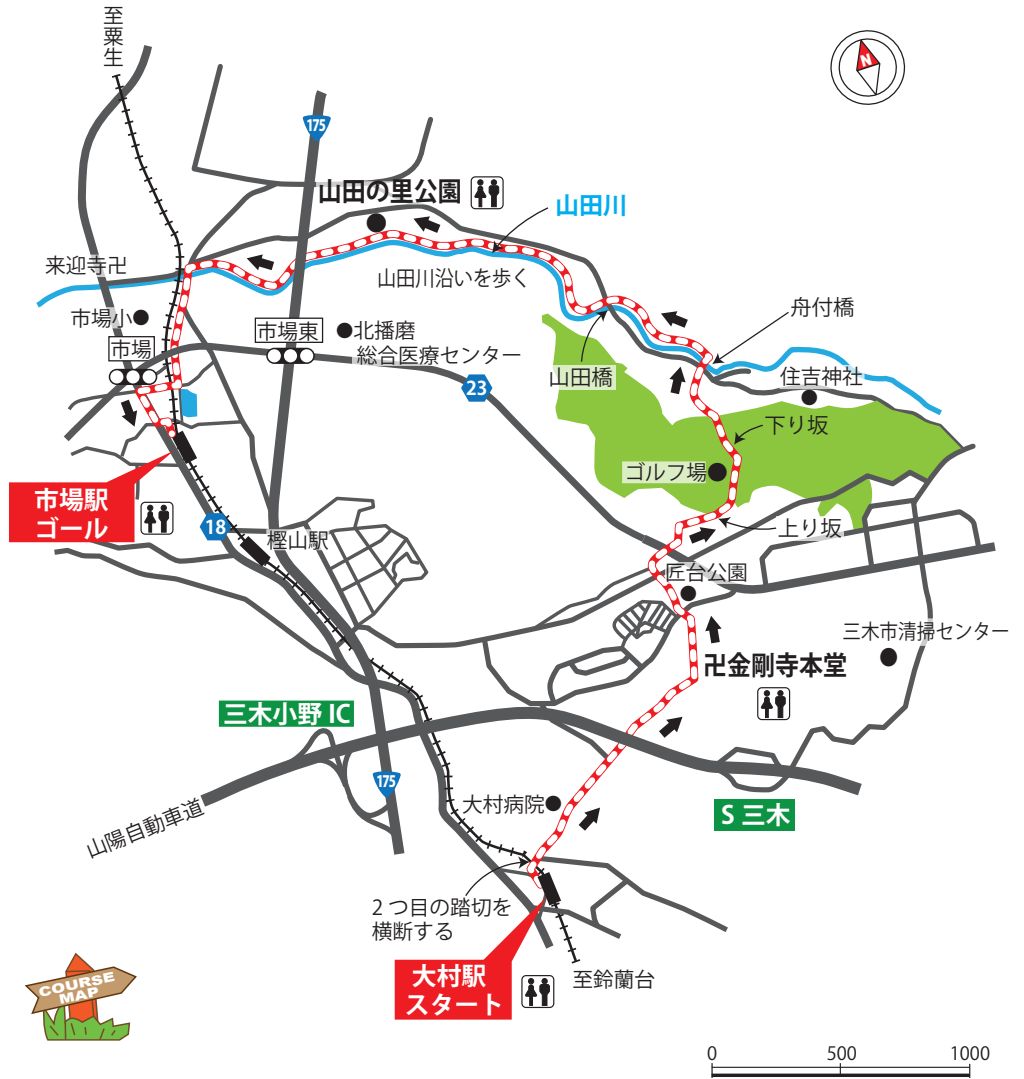 至粟生
N
175
山田の里公園
山田川
来迎寺卍
山田川沿いを歩く
舟付橋
市場小
市場
市場東
北播磨
総合医療センター
山田橋
住吉神社
23
下り坂
ゴルフ場
市場駅
ゴール
18
樫山駅
上り坂
匠台公園
三木市清掃センター
卍金剛寺本堂
三木小野 IC
175
大村病院
S 三木
山陽自動車道
2つ目の踏切を
横断する
大村駅
スタート
至鈴蘭台
COURSE
MAP
0 500 1000